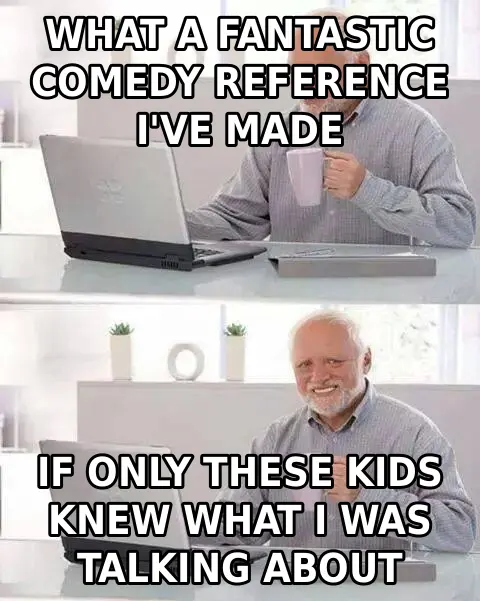 WHAT A FANTASTIC
COMEDY REFERENCE
I'VE MADE
IF ONLY THESE KIDS
KNEW WHAT I WAS
TALKING ABOUT